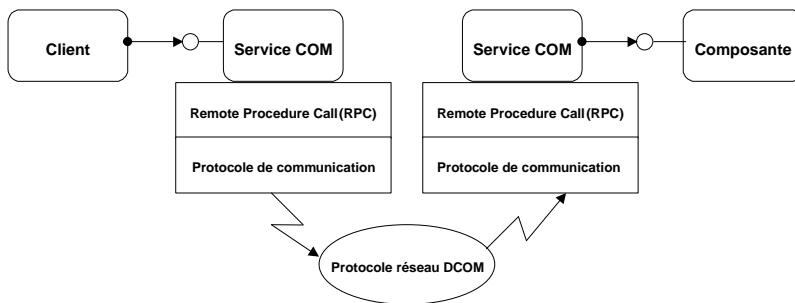 Client
Service COM
Service COM
Composante
Remote Procedure Call(RPC)
Remote Procedure Call(RPC)
Protocole de communication
Protocole de communication
Protocole réseau DCOM